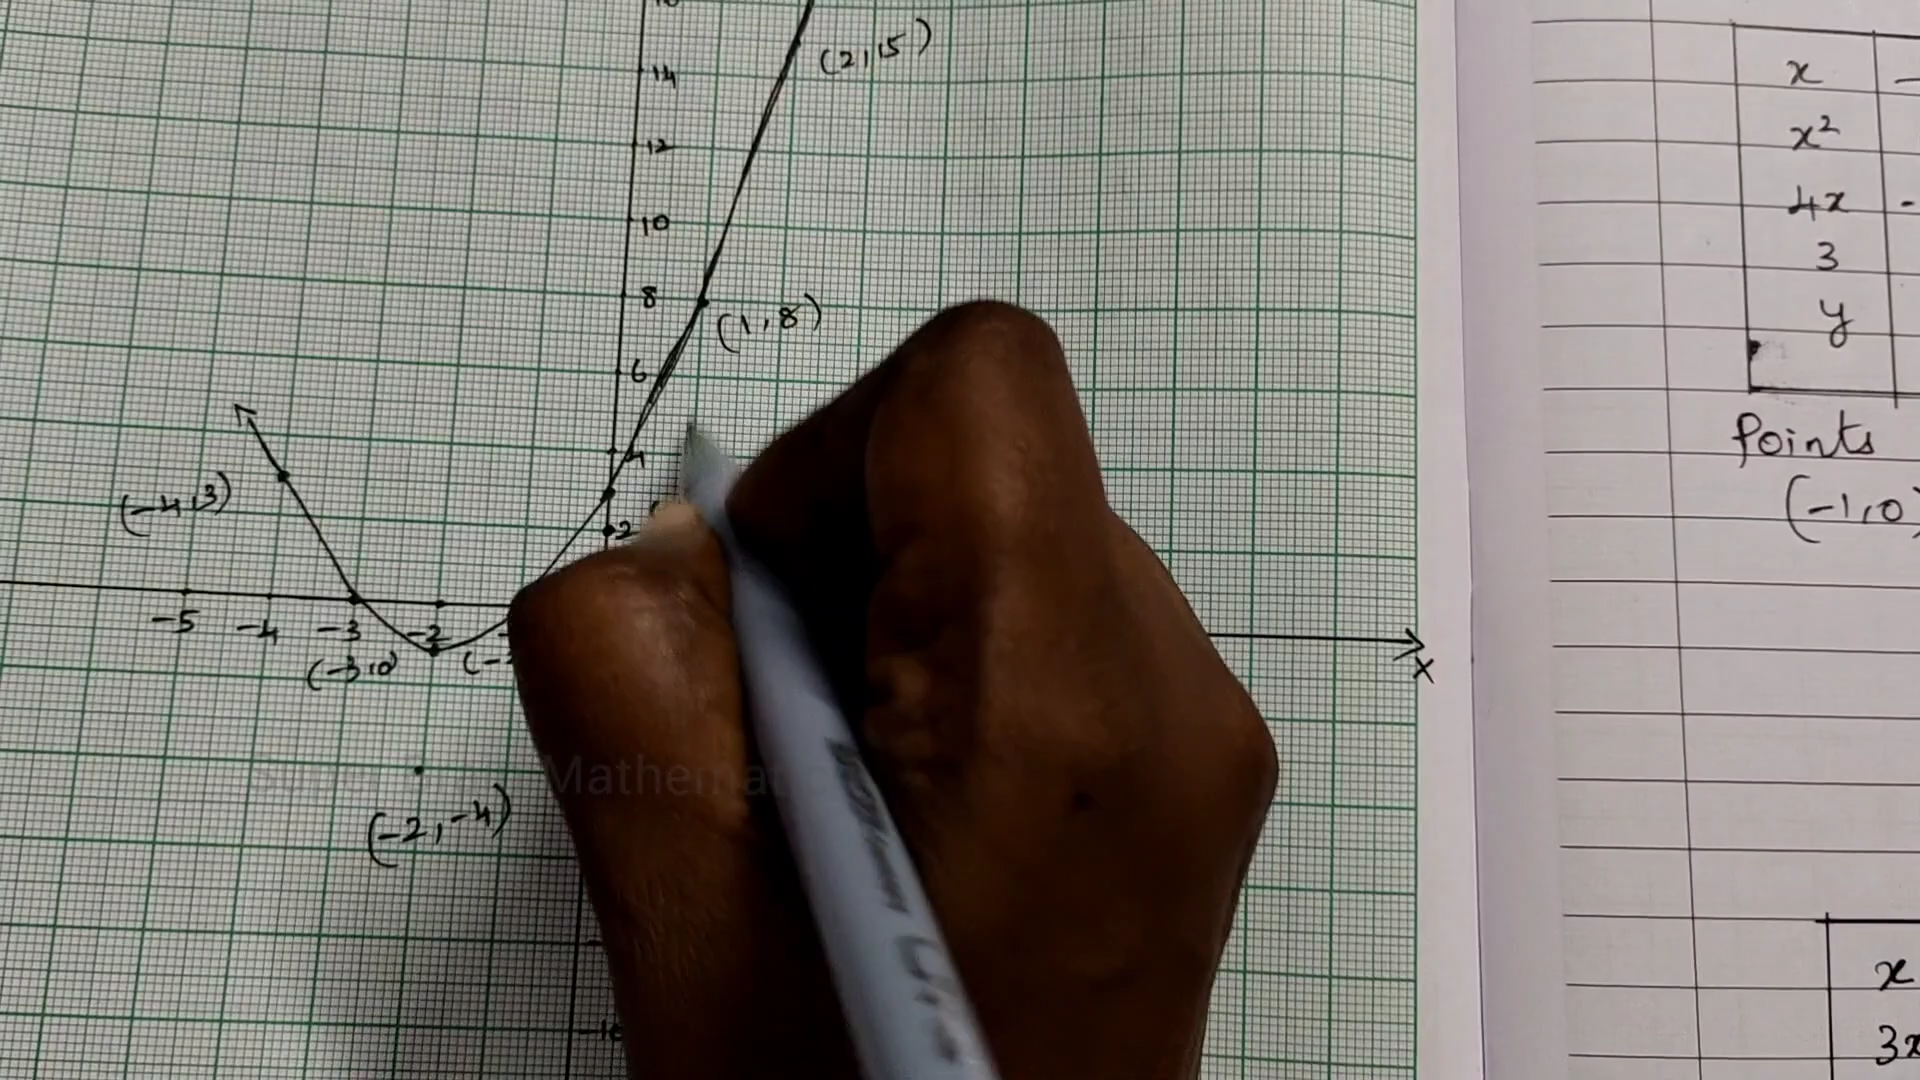 (2,15)
14
12
10
8
(1,8)
6
4
(-4,3)
2
-5 -4 -3 -2
(-3,0)
(-2,-4)
x
x
x²
4x
3
y
Points
(-1,0)
x
3x
Mathemat